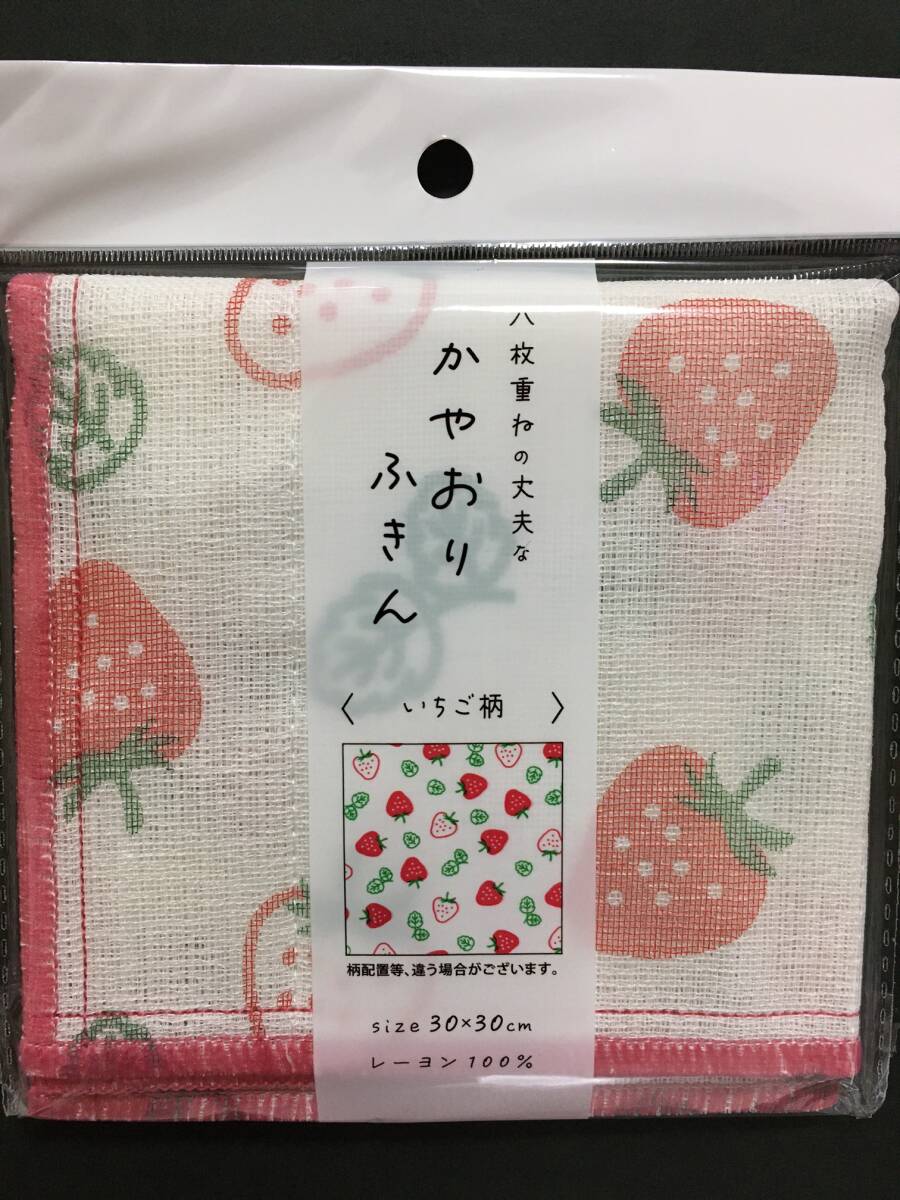 八枚重ねの丈夫な
かやおり
ふきん
〈 いちご柄 〉
柄配置等、違う場合がございます。
size 30×30cm
レーヨン100%